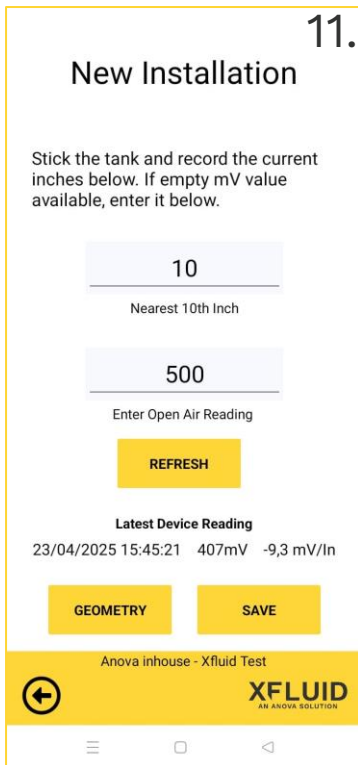 11.
New Installation
Stick the tank and record the current
inches below. If empty mV value
available, enter it below.
10
Nearest 10th Inch
500
Enter Open Air Reading
REFRESH
Latest Device Reading
23/04/2025 15:45:21 407mV -9,3 mV/In
GEOMETRY SAVE
Anova inhouse - Xfluid Test
XFLUID
AN ANOVA SOLUTION